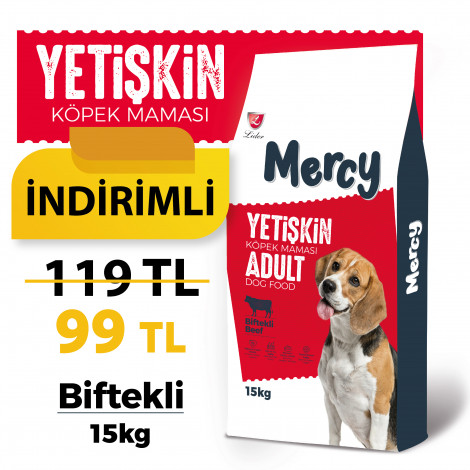 YETİŞKİN
KÖPEK MAMASI
İNDİRİMLİ
119 TL
99 TL
Biftekli
15kg
Lider
Mercy
YETİŞKİN
KÖPEK MAMASI
ADULT
DOG FOOD
Biftekli
Beef
15kg
Mercy